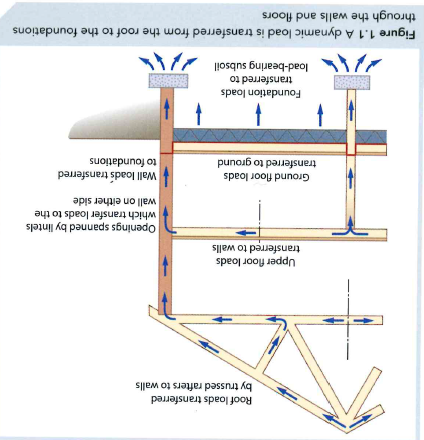 Roof loads transferred
by trussed rafters to walls
Upper floor loads
transferred to walls
Openings spanned by lintels
which transfer loads to the
wall on either side
Ground floor loads
transferred to ground
Wall loads transferred
to foundations
Foundation loads
transferred to
load-bearing subsoil
Figure 1.1 A dynamic load is transferred from the roof to the foundations
through the walls and floors